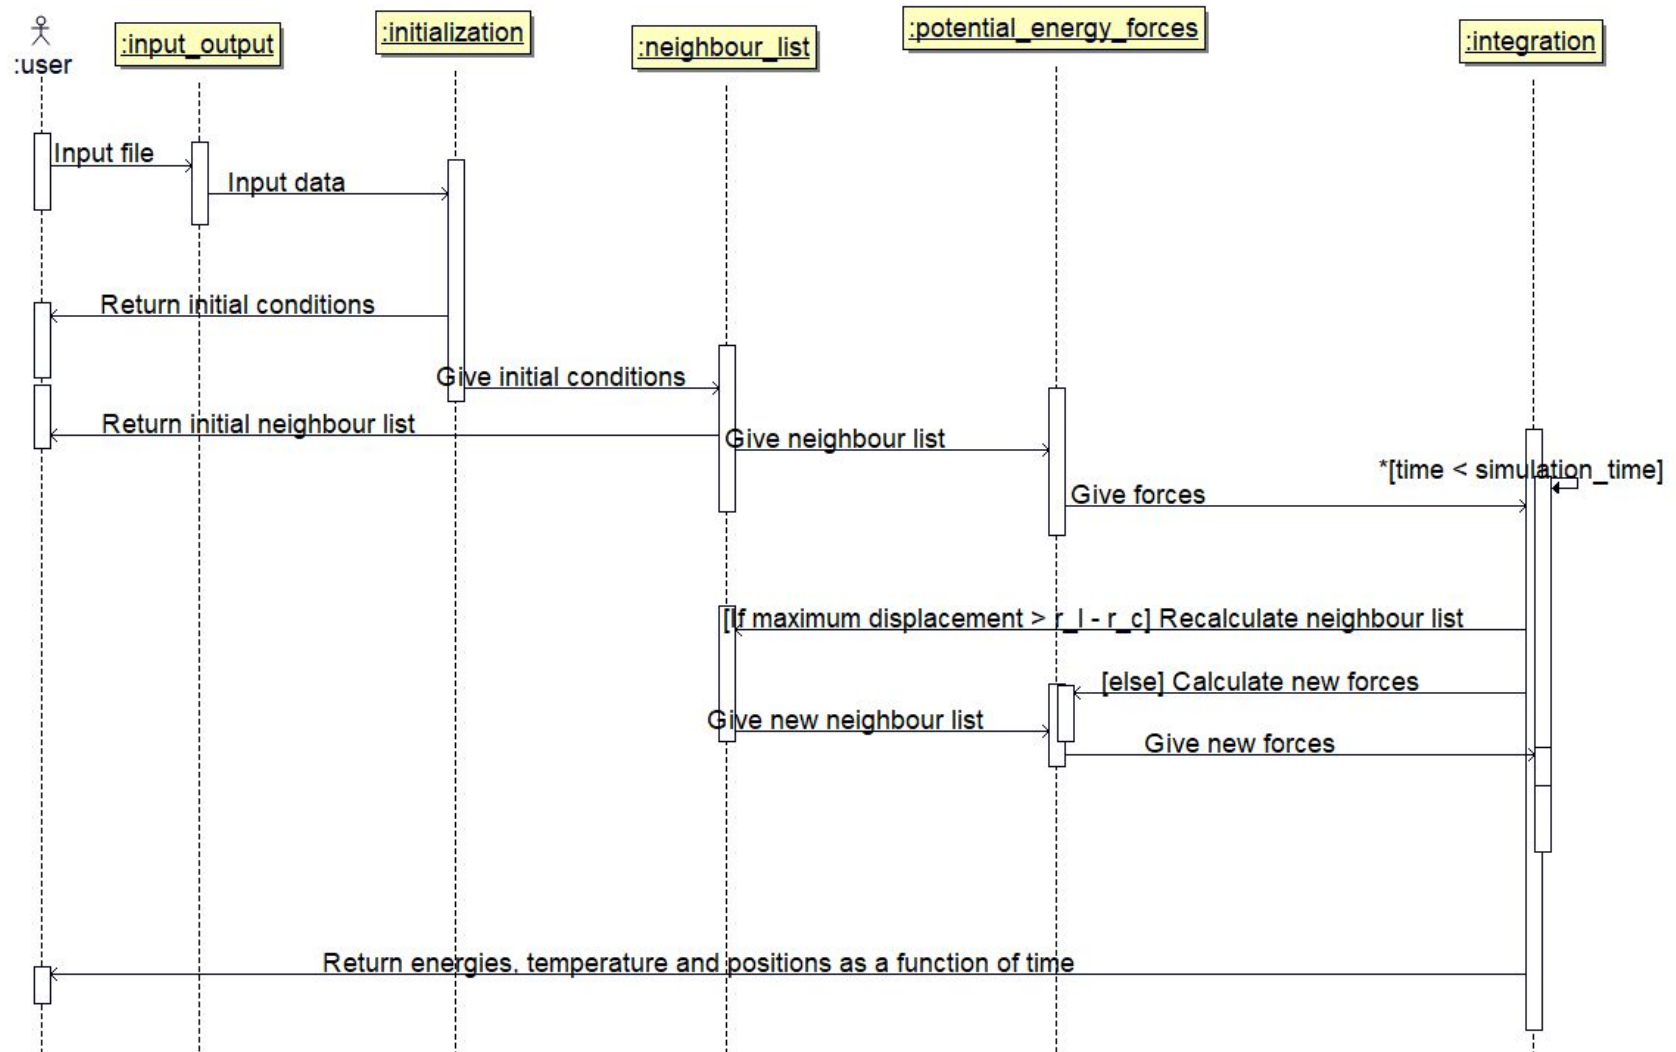 :user
:input_output
:initialization
:neighbour_list
:potential_energy_forces
:integration
Input file
Input data
Return initial conditions
Give initial conditions
Return initial neighbour list
Give neighbour list
*[time < simulation_time]
Give forces
[If maximum displacement > r_l - r_c] Recalculate neighbour list
[else] Calculate new forces
Give new neighbour list
Give new forces
Return energies, temperature and positions as a function of time